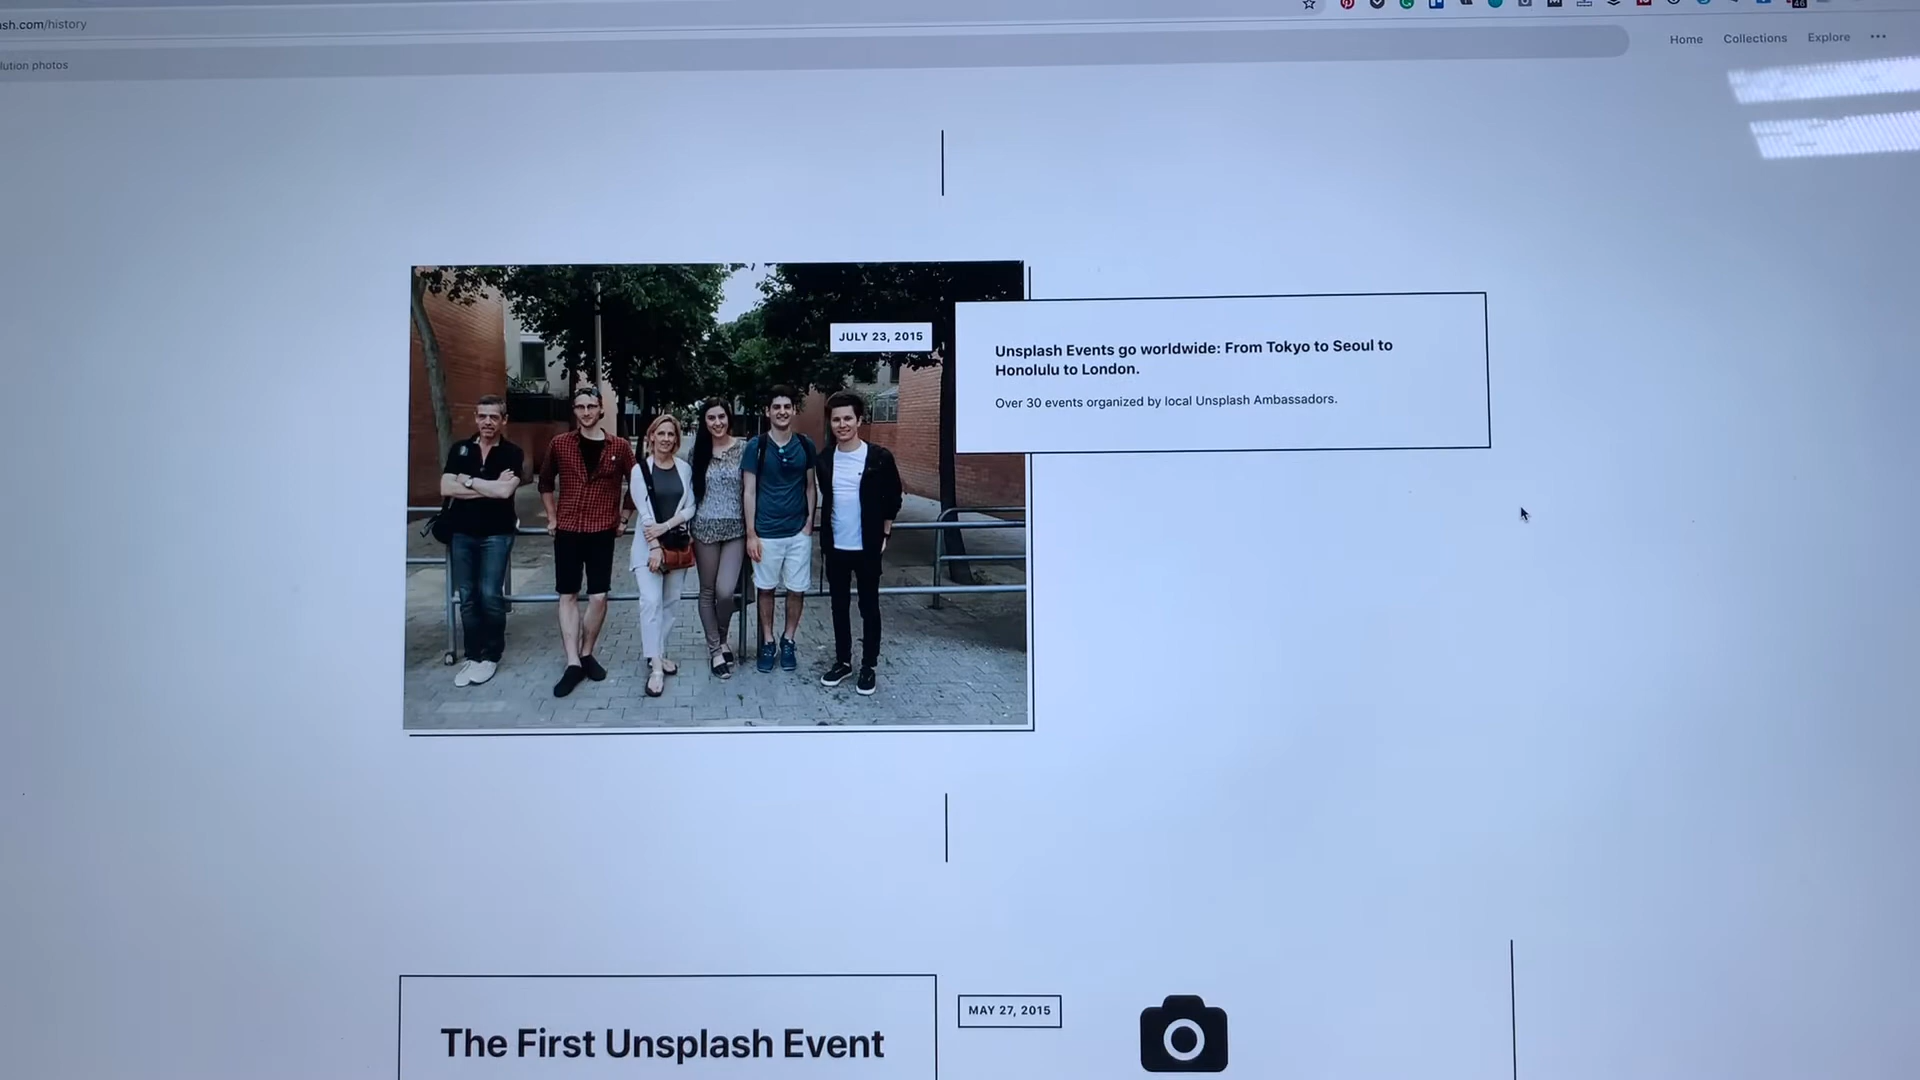 sh.com/history
Home Collections Explore
lution photos
JULY 23, 2015
Unsplash Events go worldwide: From Tokyo to Seoul to
Honolulu to London.
Over 30 events organized by local Unsplash Ambassadors.
The First Unsplash Event
MAY 27, 2015